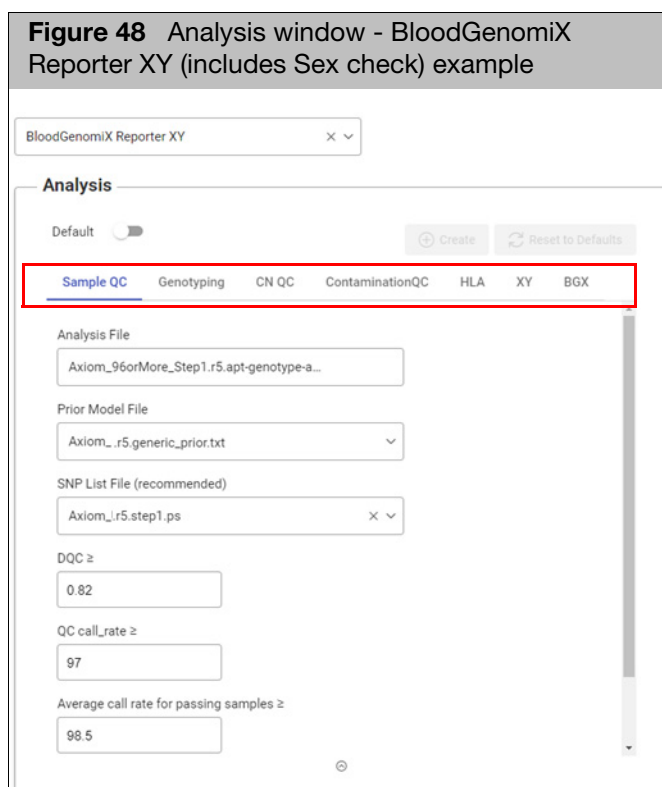 Figure 48 Analysis window - BloodGenomiX
Reporter XY (includes Sex check) example
BloodGenomiX Reporter XY
Analysis
Default
Create
Reset to Defaults
Sample QC Genotyping CN QC ContaminationQC HLA XY BGX
Analysis File
Axiom_96orMore_Step1.r5.apt-genotype-a...
Prior Model File
Axiom_.r5.generic_prior.txt
SNP List File (recommended)
Axiom_.r5.step1.ps
DQC ≥
0.82
QC call_rate ≥
97
Average call rate for passing samples ≥
98.5